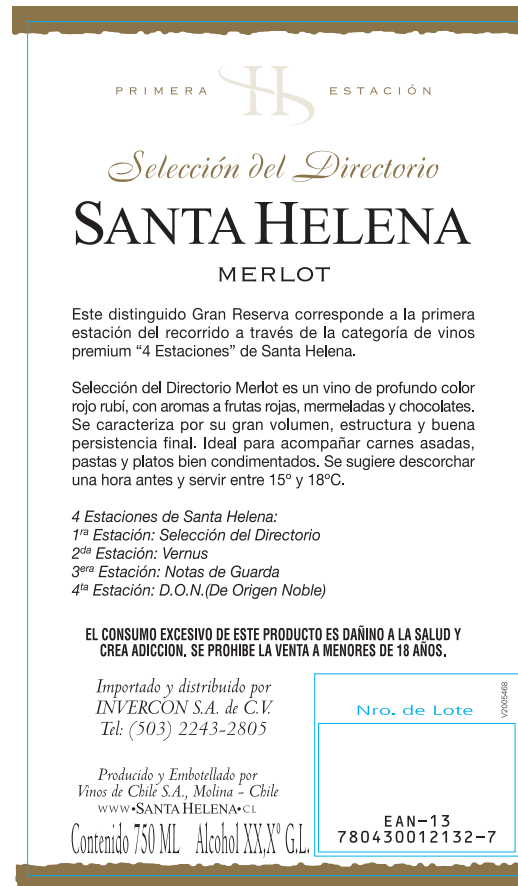 PRIMERA H ESTACIÓN
Selección del Directorio
SANTA HELENA
MERLOT
Este distinguido Gran Reserva corresponde a la primera
estación del recorrido a través de la categoría de vinos
premium “4 Estaciones” de Santa Helena.
Selección del Directorio Merlot es un vino de profundo color
rojo rubí, con aromas a frutas rojas, mermeladas y chocolates.
Se caracteriza por su gran volumen, estructura y buena
persistencia final. Ideal para acompañar carnes asadas,
pastas y platos bien condimentados. Se sugiere descorchar
una hora antes y servir entre 15º y 18ºC.
4 Estaciones de Santa Helena:
1ra Estación: Selección del Directorio
2da Estación: Vernus
3era Estación: Notas de Guarda
4ta Estación: D.O.N.(De Origen Noble)
EL CONSUMO EXCESIVO DE ESTE PRODUCTO ES DAÑINO A LA SALUD Y
CREA ADICCION, SE PROHIBE LA VENTA A MENORES DE 18 AÑOS.
Importado y distribuido por
INVERCON S.A. de C.V.
Tel: (503) 2243-2805
Producido y Embotellado por
Vinos de Chile S.A., Molina - Chile
WWW•SANTA HELENA•CL
Contenido 750 ML Alcohol XX,Xº G.L.
Nro. de Lote
V2005468
EAN-13
780430012132-7